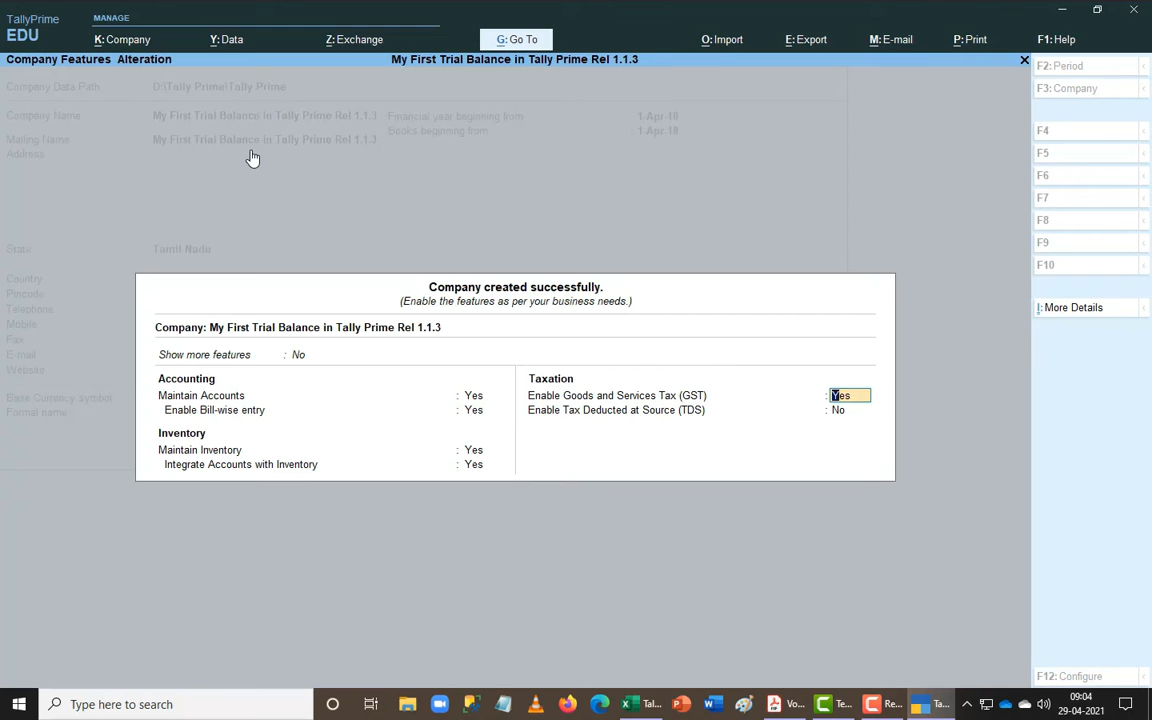 TallyPrime
EDU
MANAGE
K: Company
Y: Data
Z: Exchange
G: Go To
O: Import
E: Export
M: E-mail
P: Print
F1: Help
Company Features Alteration
My First Trial Balance in Tally Prime Rel 1.1.3
F2: Period
F3: Company
F4
F5
F6
F7
F8
F9
F10
I: More Details
F12: Configure
Company Data Path
D:\Tally Prime\Tally Prime
Company Name
My First Trial Balance in Tally Prime Rel 1.1.3
Financial year beginning from
: 1-Apr-18
Mailing Name
My First Trial Balance in Tally Prime Rel 1.1.3
Books beginning from
: 1-Apr-18
Address
State
Tamil Nadu
Country
Pincode
Telephone
Mobile
Fax
E-mail
Website
Base Currency symbol
Formal name
Company created successfully.
(Enable the features as per your business needs.)
Company: My First Trial Balance in Tally Prime Rel 1.1.3
Show more features : No
Accounting
Maintain Accounts : Yes
Enable Bill-wise entry : Yes
Inventory
Maintain Inventory : Yes
Integrate Accounts with Inventory : Yes
Taxation
Enable Goods and Services Tax (GST) : Yes
Enable Tax Deducted at Source (TDS) : No
Type here to search
Tal...
Vo...
Te...
Re...
Ta...
09:04
29-04-2021